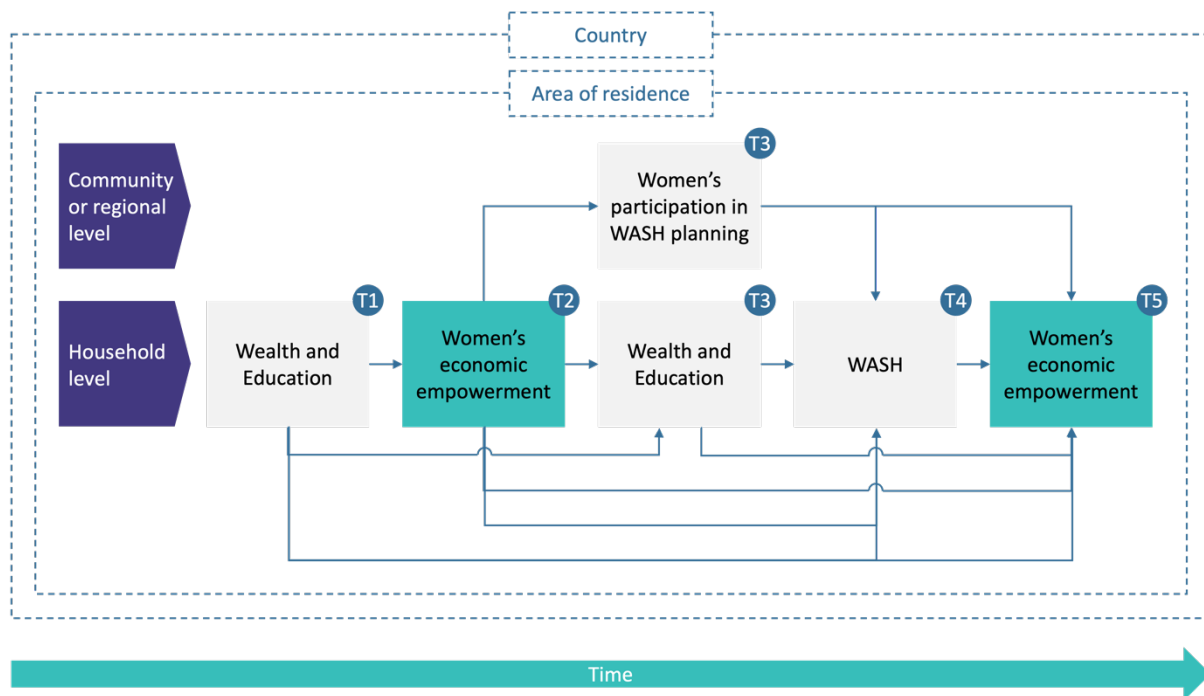 Country
Area of residence
Community
or regional
level
T3
Women's
participation in
WASH planning
Household
level
T1
Wealth and
Education
T2
Women's
economic
empowerment
T3
Wealth and
Education
T4
WASH
T5
Women's
economic
empowerment
Time